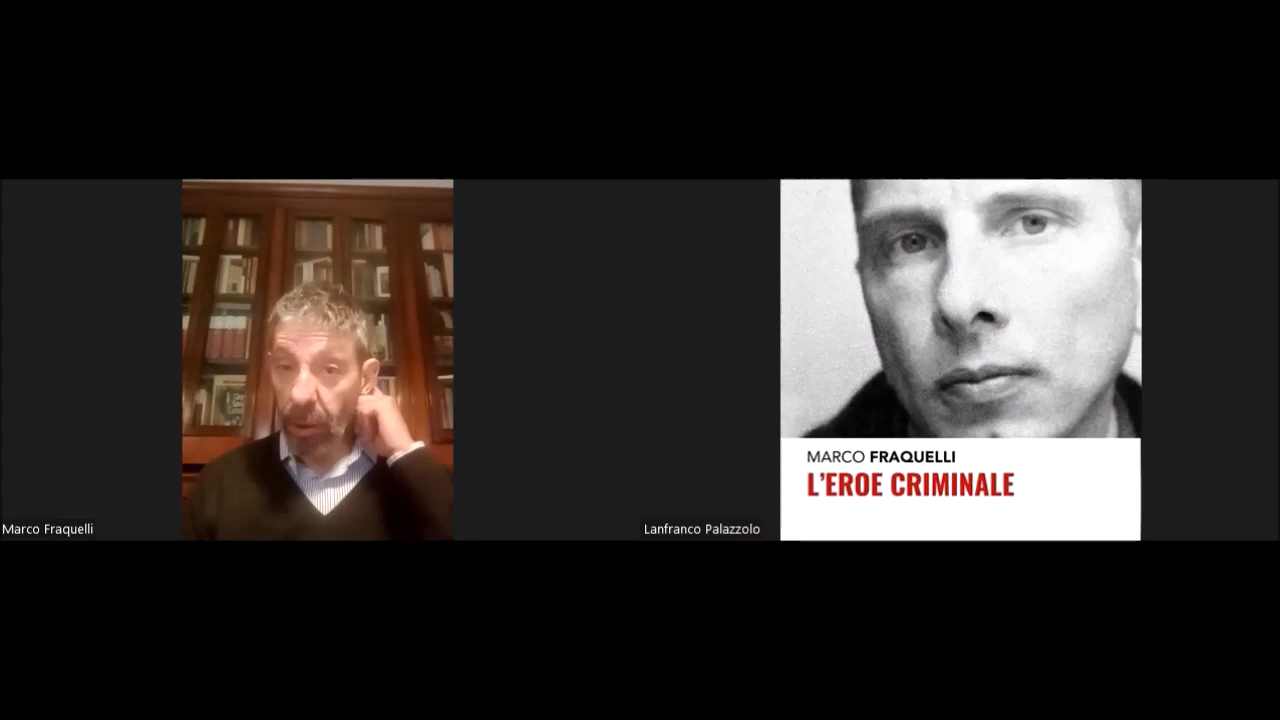 MARCO FRAQUELLI
L'EROE CRIMINALE
Marco Fraquelli
Lanfranco Palazzolo